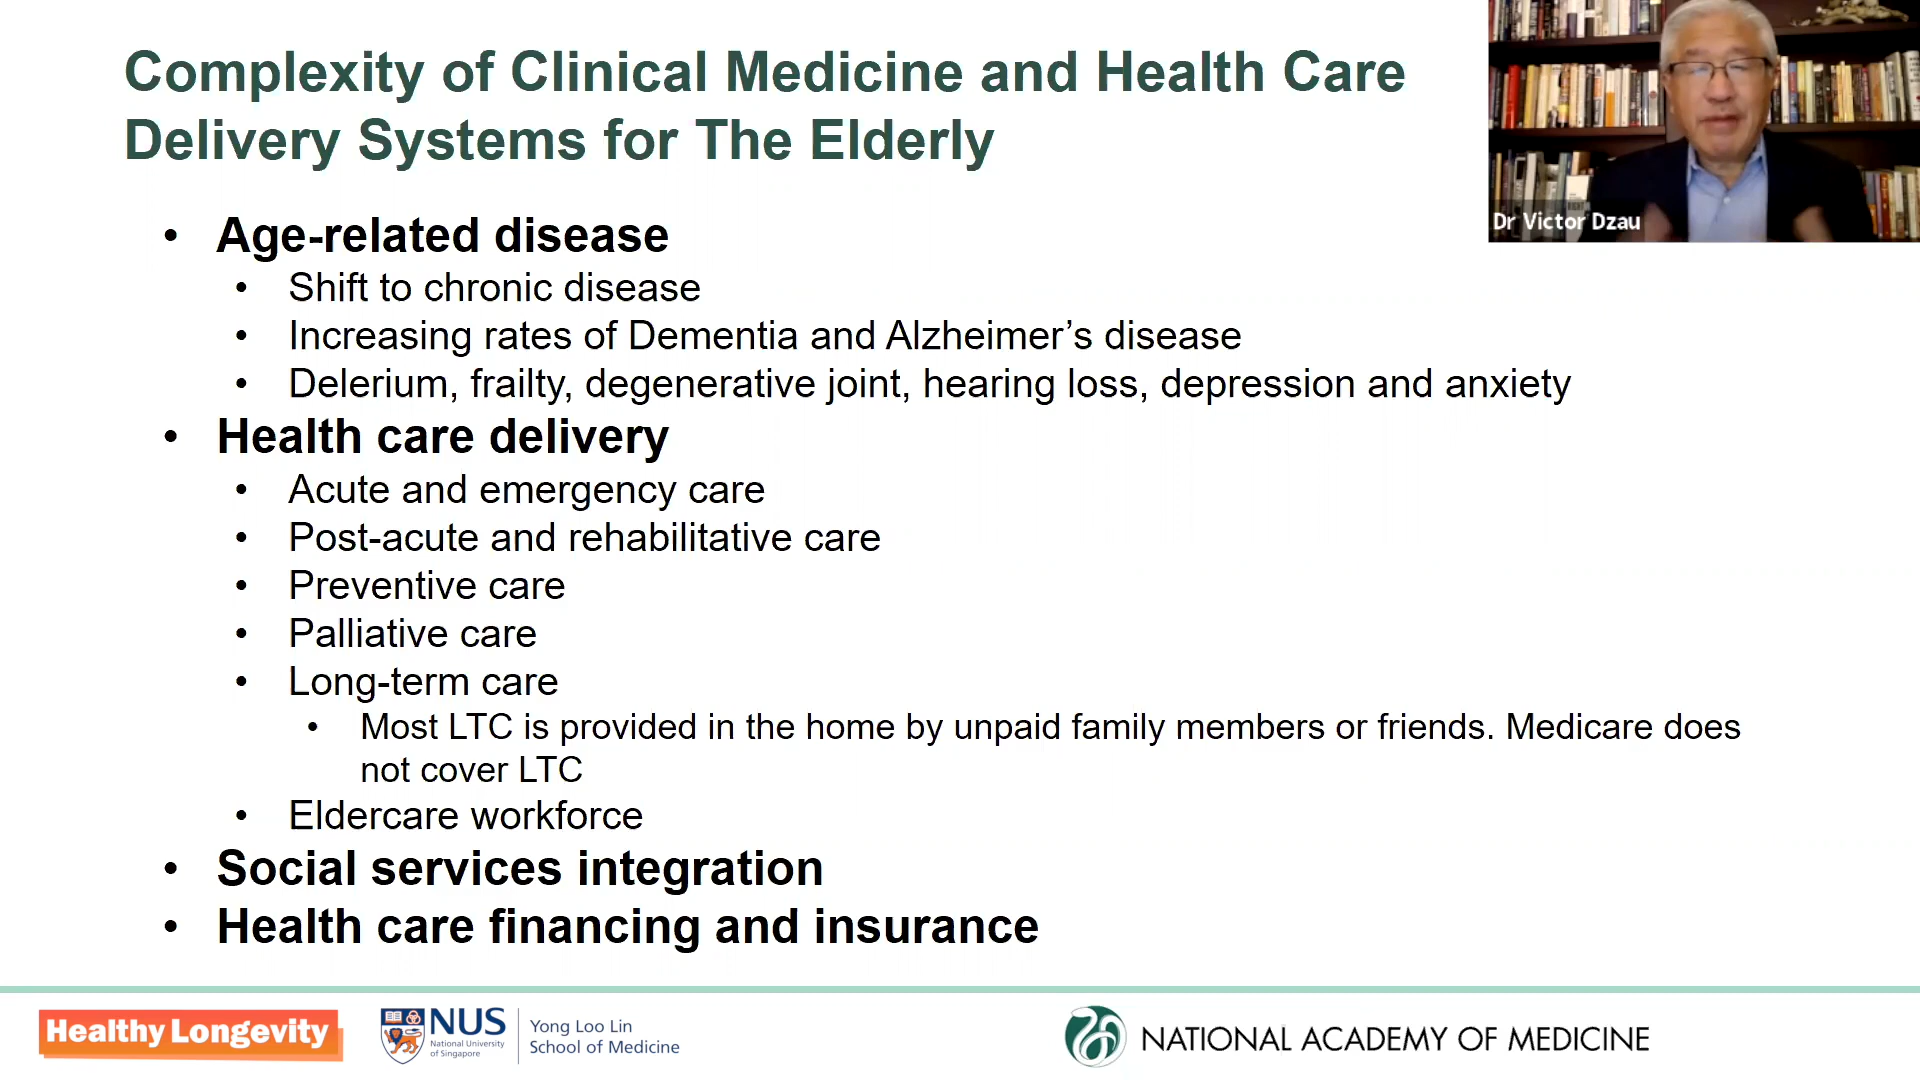 Complexity of Clinical Medicine and Health Care
Delivery Systems for The Elderly
Dr Victor Dzau
• Age-related disease
• Shift to chronic disease
• Increasing rates of Dementia and Alzheimer’s disease
• Delerium, frailty, degenerative joint, hearing loss, depression and anxiety
• Health care delivery
• Acute and emergency care
• Post-acute and rehabilitative care
• Preventive care
• Palliative care
• Long-term care
• Most LTC is provided in the home by unpaid family members or friends. Medicare does
not cover LTC
• Eldercare workforce
• Social services integration
• Health care financing and insurance
Healthy Longevity
NUS
National University
of Singapore
Yong Loo Lin
School of Medicine
NATIONAL ACADEMY OF MEDICINE